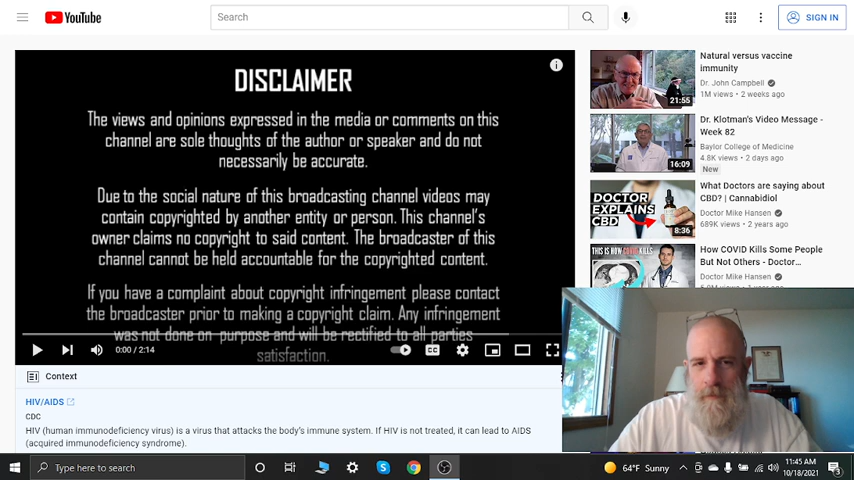 YouTube
Search
SIGN IN
DISCLAIMER
The views and opinions expressed in the media or comments on this
channel are sole thoughts of the author or speaker and do not
necessarily be accurate.
Due to the social nature of this broadcasting channel videos may
contain copyrighted by another entity or person. This channel's
owner claims no copyright to said content. The broadcaster of this
channel cannot be held accountable for the copyrighted content.
If you have a complaint about copyright infringement please contact
the broadcaster prior to making a copyright claim. Any infringement
was not done on purpose and will be rectified to all parties
satisfaction.
0:00 / 2:14
CC
Context
HIV/AIDS
CDC
HIV (human immunodeficiency virus) is a virus that attacks the body's immune system. If HIV is not treated, it can lead to AIDS
(acquired immunodeficiency syndrome).
21:55
Natural versus vaccine
immunity
Dr. John Campbell
1M views • 2 weeks ago
16:09
Dr. Klotman's Video Message -
Week 82
Baylor College of Medicine
4.8K views • 2 days ago
New
DOCTOR
EXPLAINS
CBD
8:36
What Doctors are saying about
CBD? | Cannabidiol
Doctor Mike Hansen
689K views • 2 years ago
THIS IS HOW COVID KILLS
How COVID Kills Some People
But Not Others - Doctor...
Doctor Mike Hansen
Type here to search
64°F Sunny
11:45 AM
10/18/2021
3